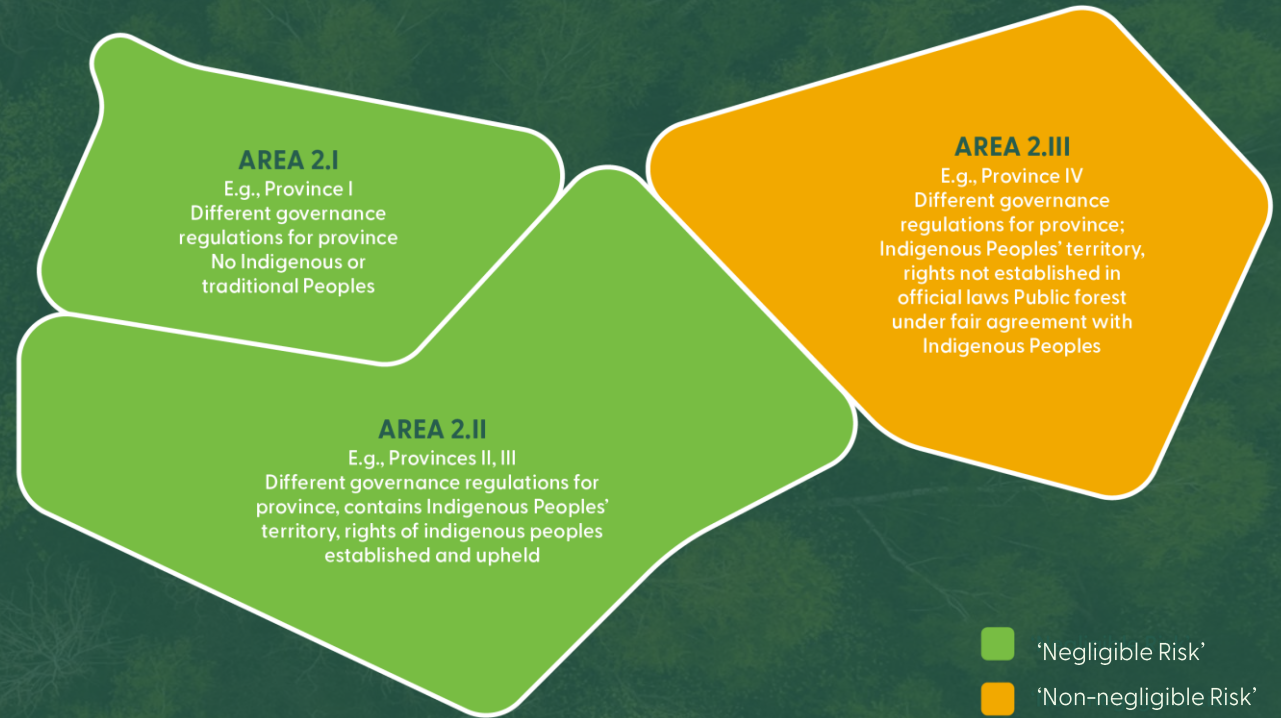 AREA 2.I
E.g., Province I
Different governance
regulations for province
No Indigenous or
traditional Peoples
AREA 2.III
E.g., Province IV
Different governance
regulations for province;
Indigenous Peoples’ territory,
rights not established in
official laws Public forest
under fair agreement with
Indigenous Peoples
AREA 2.II
E.g., Provinces II, III
Different governance regulations for
province, contains Indigenous Peoples’
territory, rights of indigenous peoples
established and upheld
‘Negligible Risk’
‘Non-negligible Risk’